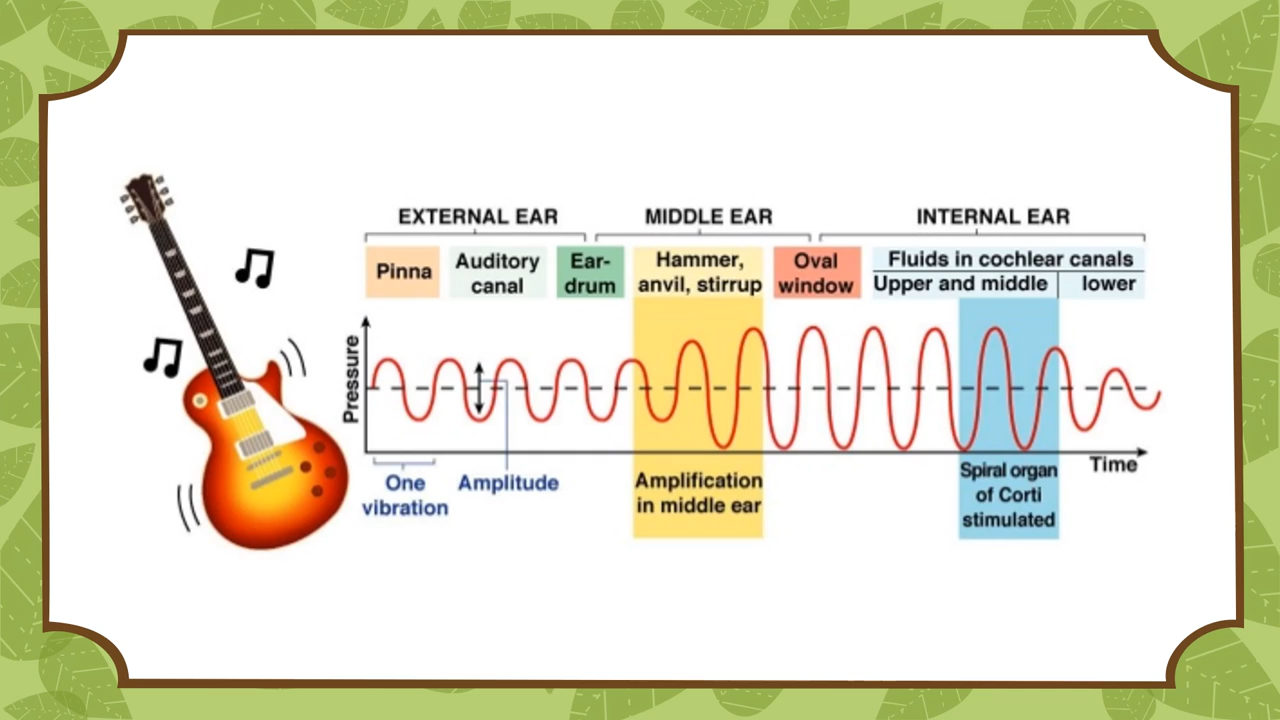 EXTERNAL EAR
MIDDLE EAR
INTERNAL EAR
Pinna
Auditory
canal
Ear-
drum
Hammer,
anvil, stirrup
Oval
window
Fluids in cochlear canals
Upper and middle
lower
Pressure
Time
One
vibration
Amplitude
Amplification
in middle ear
Spiral organ
of Corti
stimulated